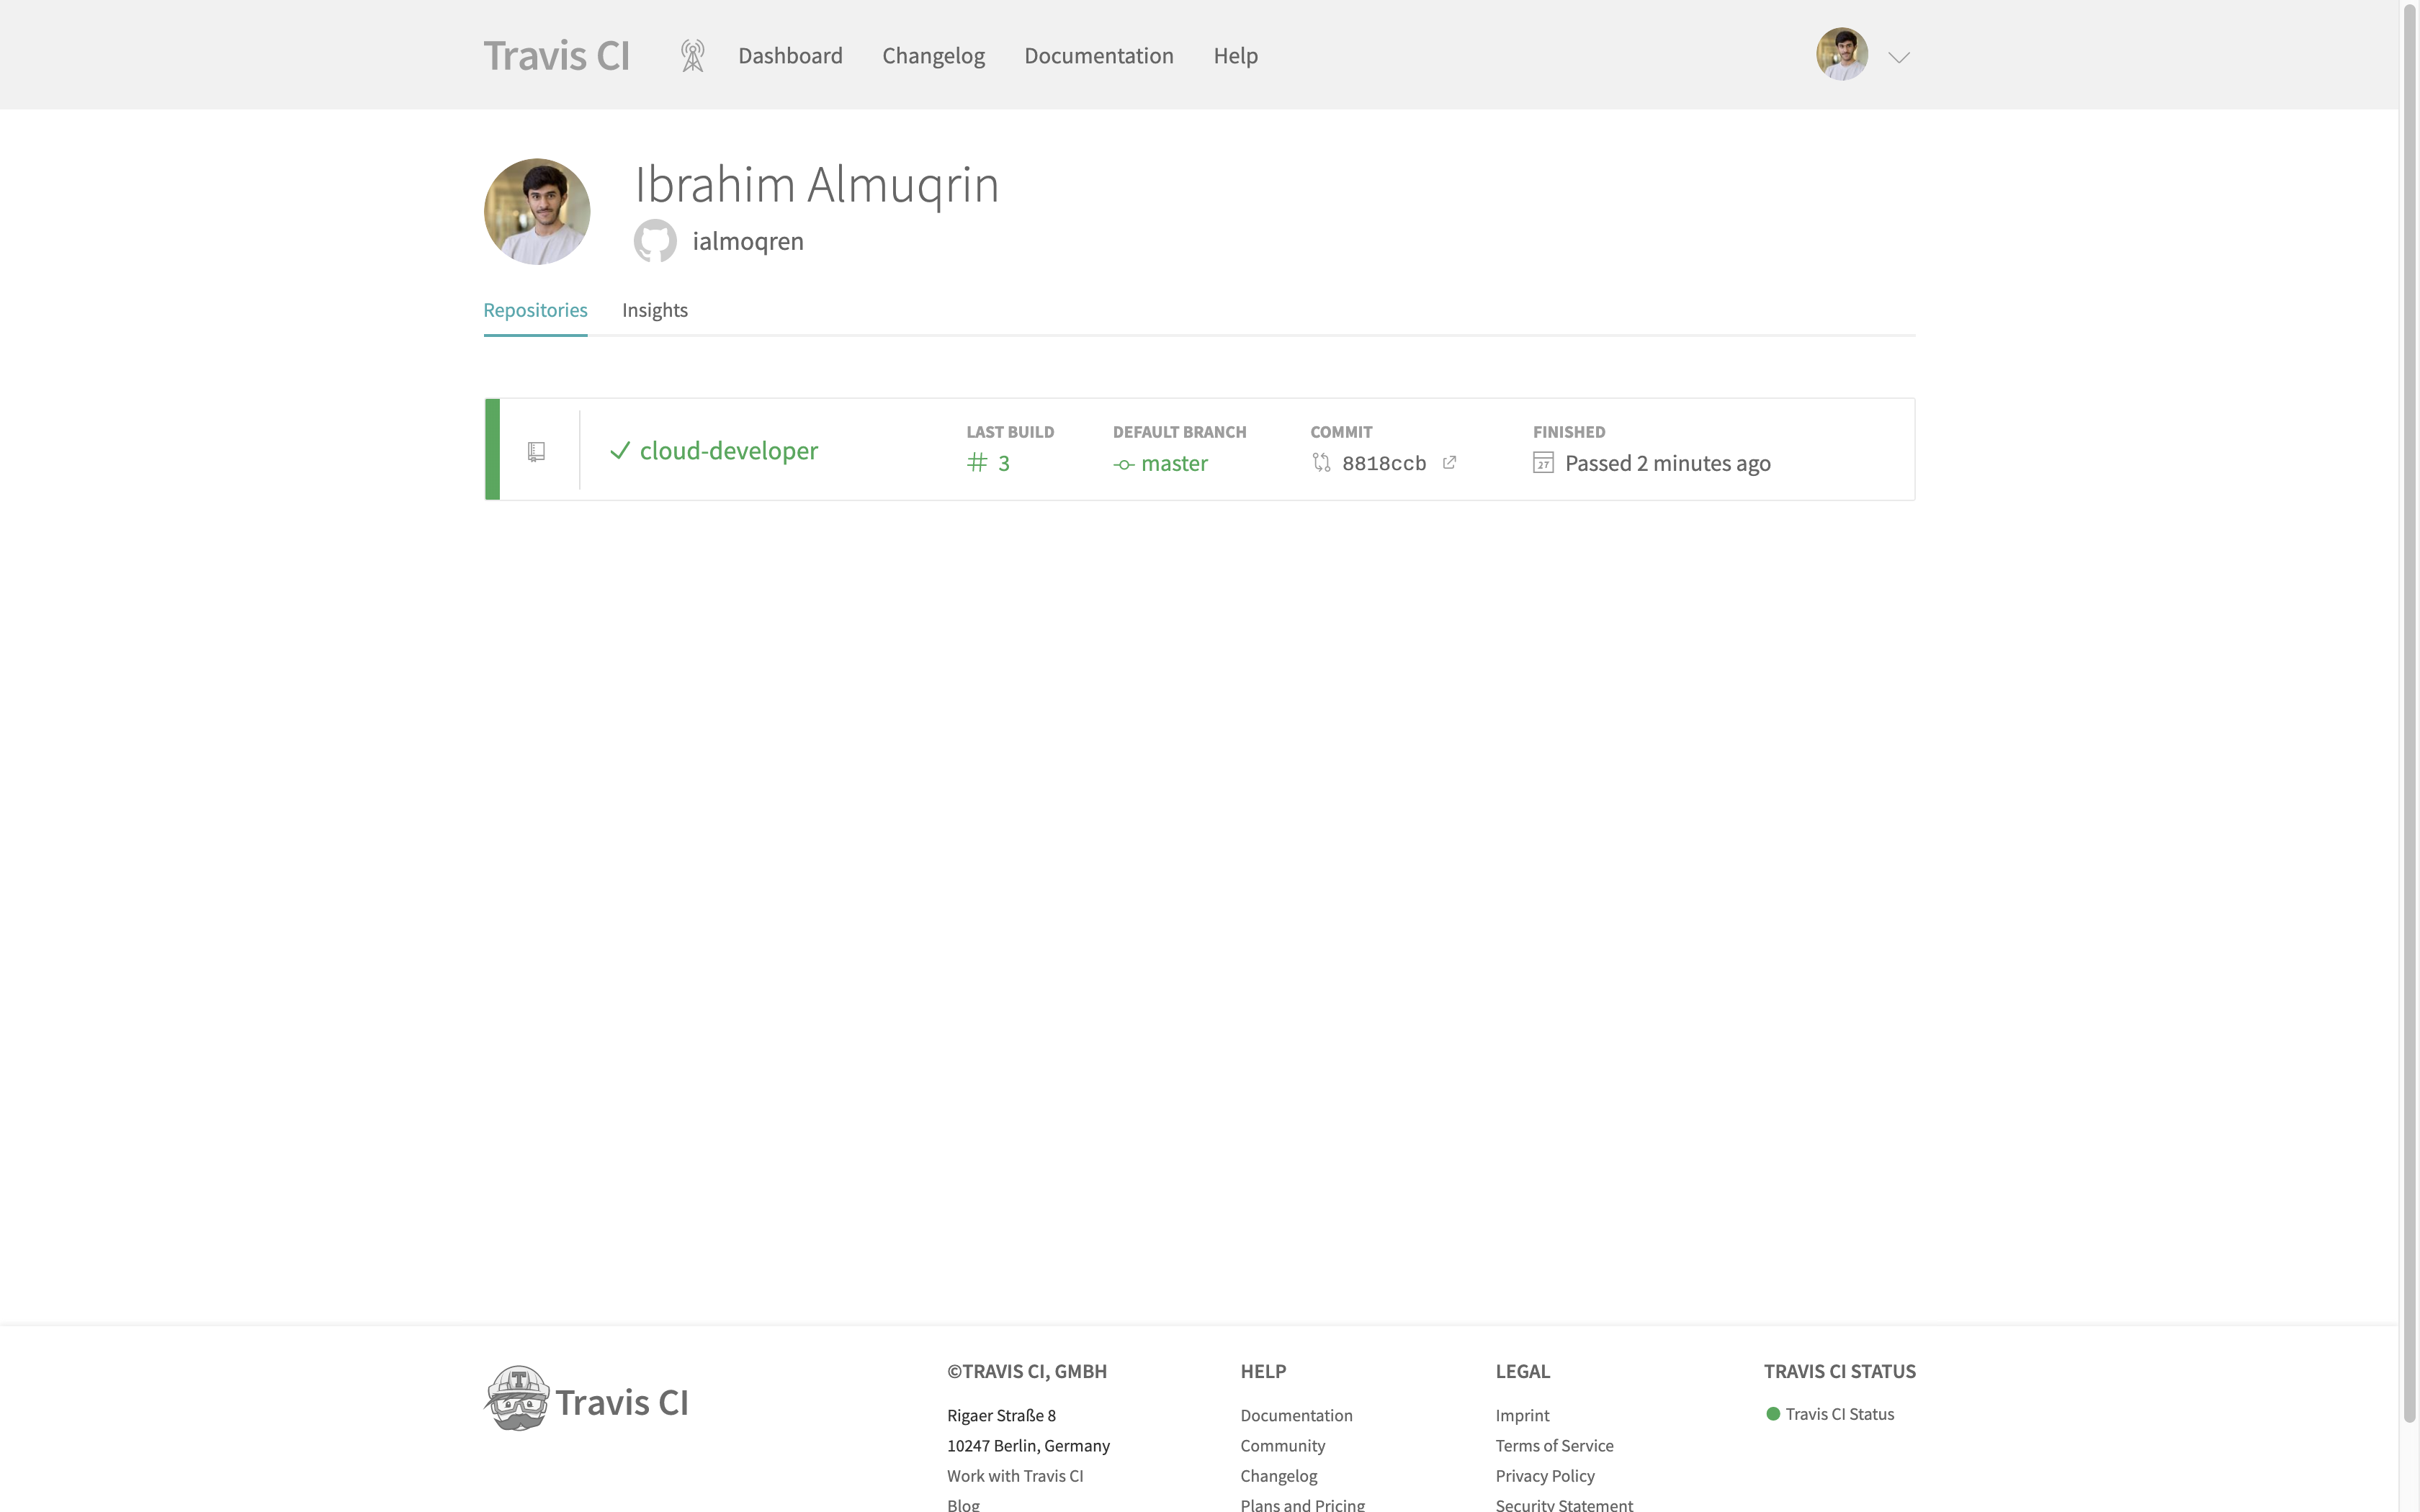 Travis CI
Dashboard
Changelog
Documentation
Help
Ibrahim Almuqrin
ialmoqren
Repositories
Insights
cloud-developer
LAST BUILD
# 3
DEFAULT BRANCH
master
COMMIT
8818ccb
FINISHED
27
Passed 2 minutes ago
T
Travis CI
©TRAVIS CI, GMBH
Rigaer Straße 8
10247 Berlin, Germany
Work with Travis CI
Blog
HELP
Documentation
Community
Changelog
Plans and Pricing
LEGAL
Imprint
Terms of Service
Privacy Policy
Security Statement
TRAVIS CI STATUS
Travis CI Status